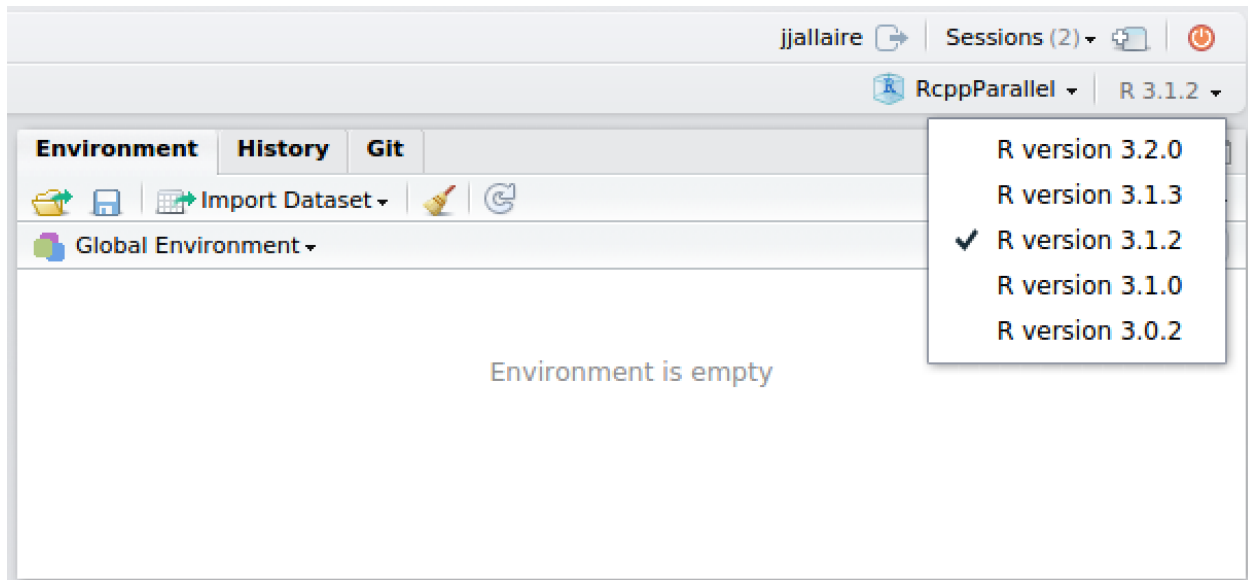 jjallaire Sessions (2)
RcppParallel R 3.1.2
Environment History Git
Import Dataset
Global Environment
R version 3.2.0
R version 3.1.3
R version 3.1.2
R version 3.1.0
R version 3.0.2
Environment is empty